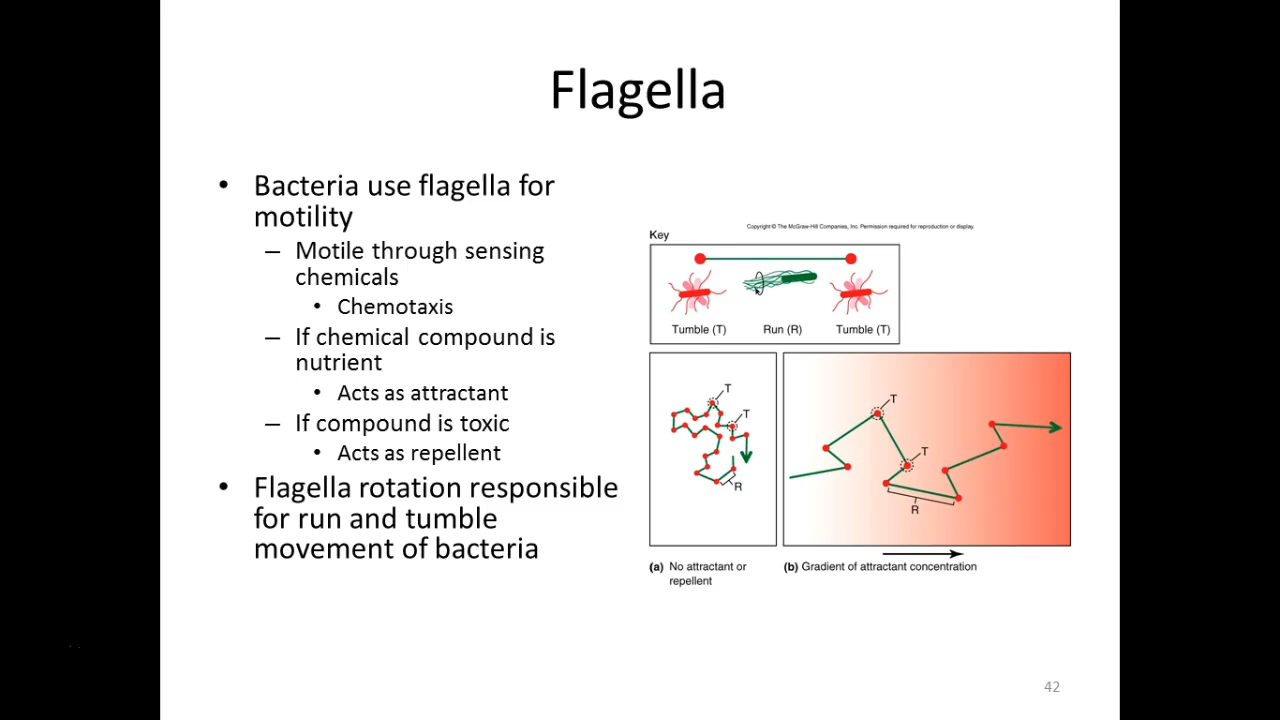 Flagella
• Bacteria use flagella for
motility
– Motile through sensing
chemicals
• Chemotaxis
– If chemical compound is
nutrient
• Acts as attractant
– If compound is toxic
• Acts as repellent
• Flagella rotation responsible
for run and tumble
movement of bacteria
Copyright © The McGraw-Hill Companies, Inc. Permission required for reproduction or display.
Key
Tumble (T) Run (R) Tumble (T)
T
T
R
T
T
R
(a) No attractant or
repellent
(b) Gradient of attractant concentration
42